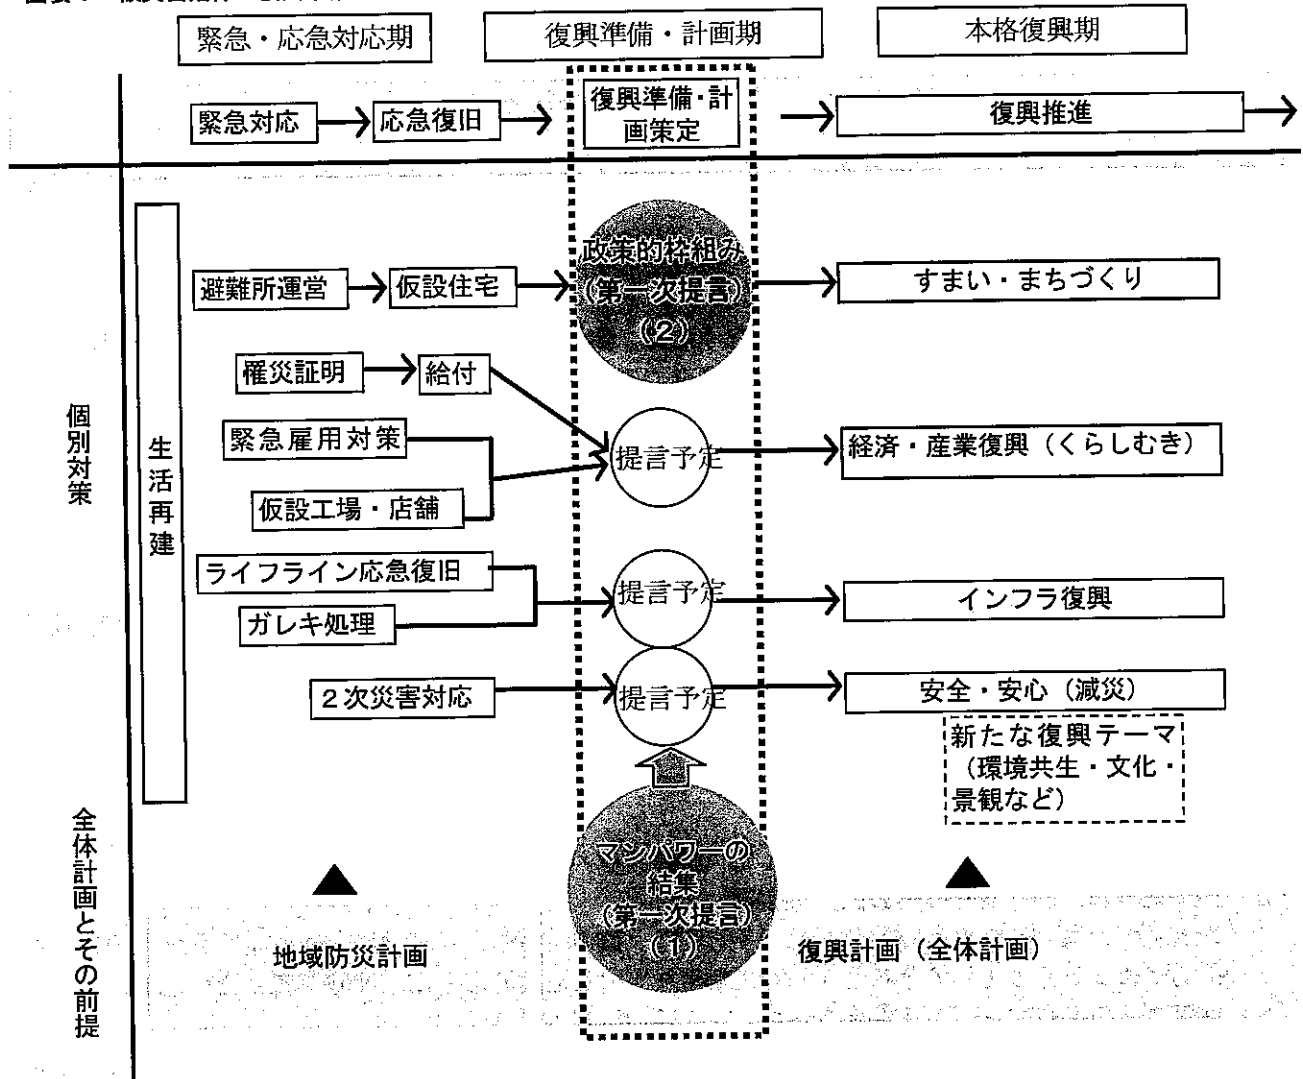 緊急・応急対応期
復興準備・計画期
本格復興期
緊急対応
応急復旧
復興準備・計
画策定
復興推進
個別対策
生活再建
避難所運営
仮設住宅
政策的枠組み
(第一次提言)
(2)
すまい・まちづくり
罹災証明
給付
緊急雇用対策
仮設工場・店舗
提言予定
経済・産業復興(くらしむき)
ライフライン応急復旧
ガレキ処理
提言予定
インフラ復興
2次災害対応
提言予定
安全・安心(減災)
新たな復興テーマ
(環境共生・文化・
景観など)
全体計画とその前提
マンパワーの
結集
(第一次提言)
(1)
地域防災計画
復興計画(全体計画)